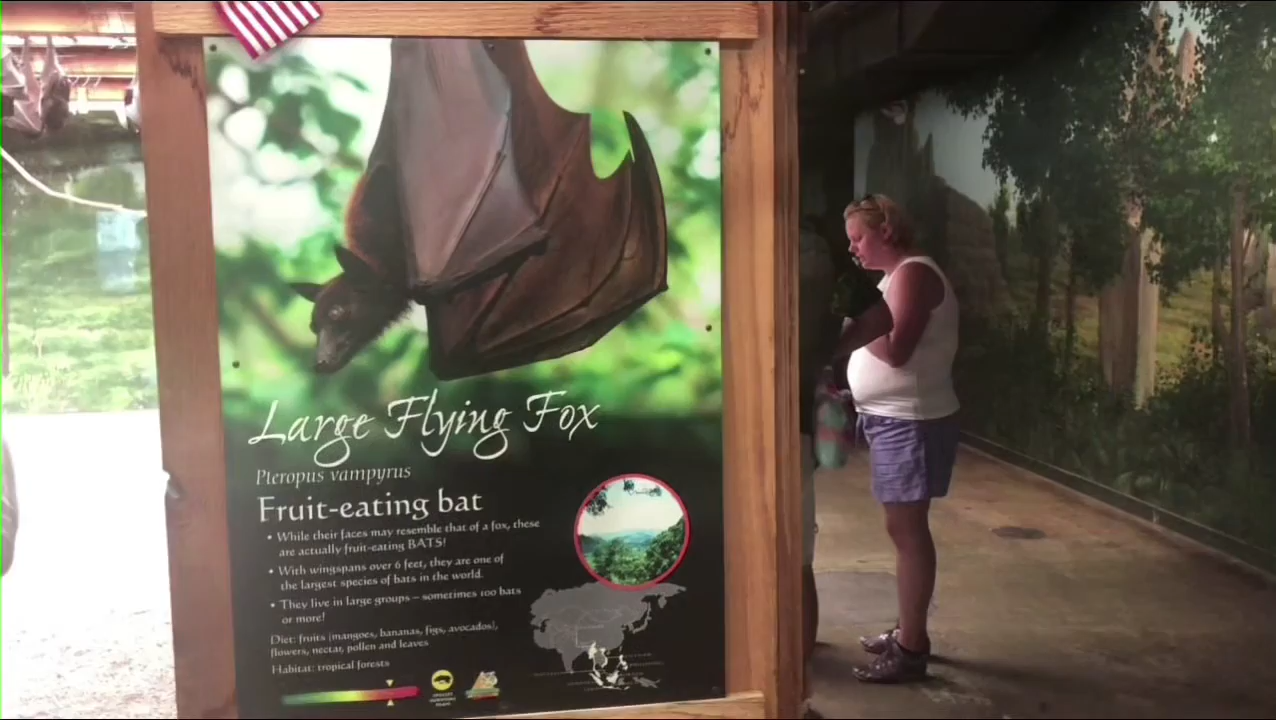 Large Flying Fox
Pteropus vampyrus
Fruit-eating bat
• While their faces may resemble that of a fox, these
are actually fruit-eating BATS!
• With wingspans over 6 feet, they are one of
the largest species of bats in the world.
• They live in large groups – sometimes 100 bats
or more!
Diet: fruits (mangoes, bananas, figs, avocados),
flowers, nectar, pollen and leaves
Habitat: tropical forests